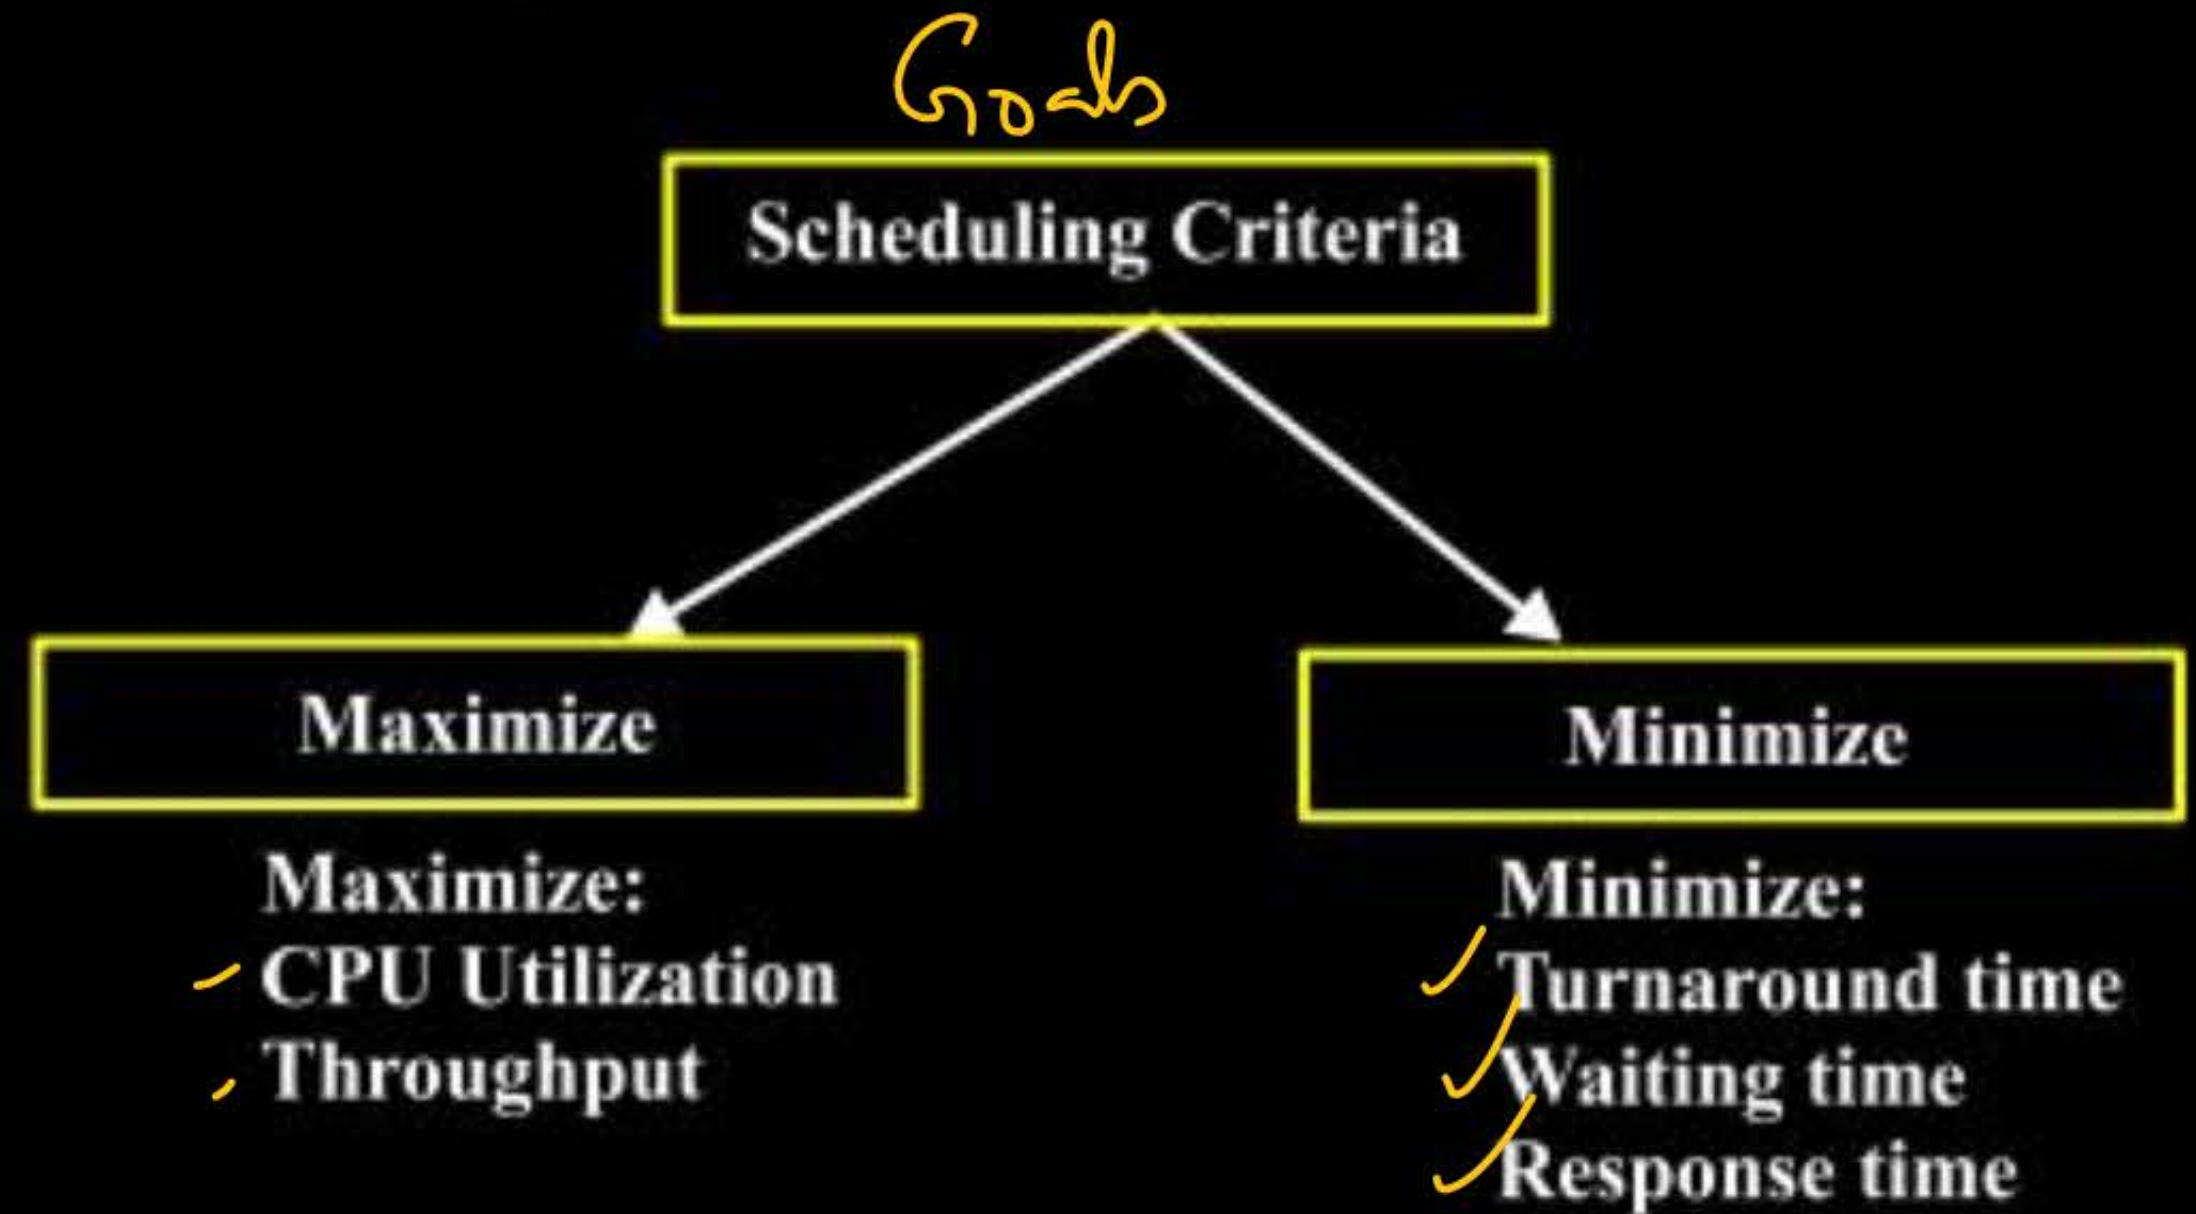 Goals
Scheduling Criteria
Maximize
Maximize:
CPU Utilization
Throughput
Minimize
Minimize:
Turnaround time
Waiting time
Response time